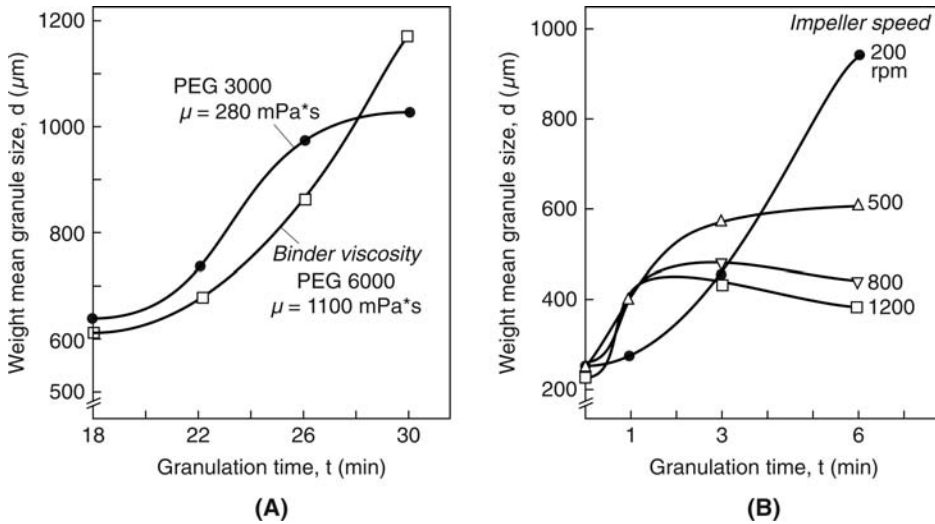 Weight mean granule size, d (µm)
1200
1000
800
600
500
PEG 3000
µ = 280 mPa*s
Binder viscosity
PEG 6000
µ = 1100 mPa*s
18
22
26
30
Granulation time, t (min)
(A)
Weight mean granule size, d (µm)
1000
800
600
400
200
Impeller speed
200
rpm
500
800
1200
1
3
6
Granulation time, t (min)
(B)